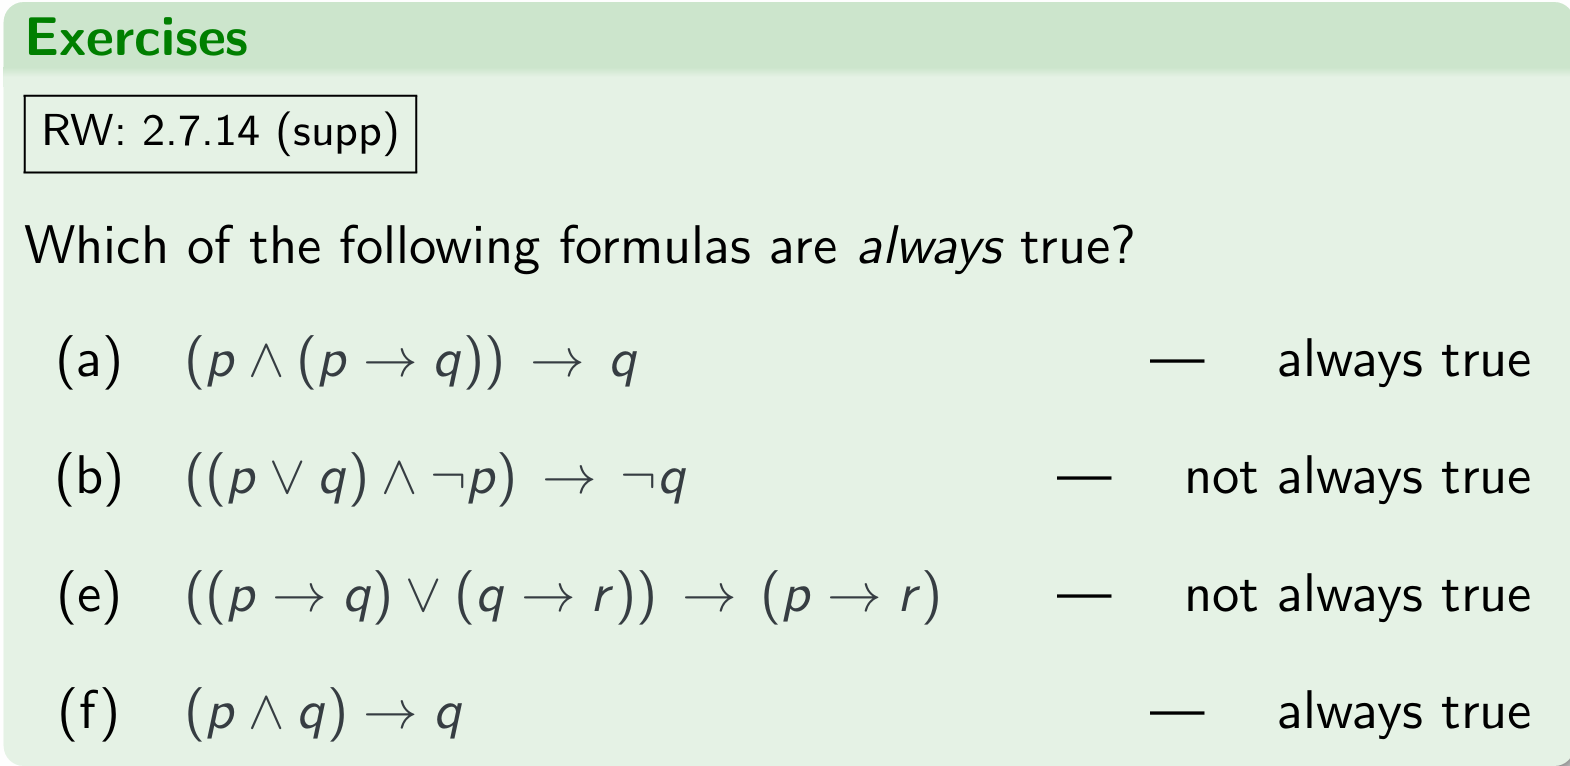 Exercises
RW: 2.7.14 (supp)
Which of the following formulas are always true?
(a) (p ∧ (p → q)) → q — always true
(b) ((p ∨ q) ∧ ¬p) → ¬q — not always true
(e) ((p → q) ∨ (q → r)) → (p → r) — not always true
(f) (p ∧ q) → q — always true